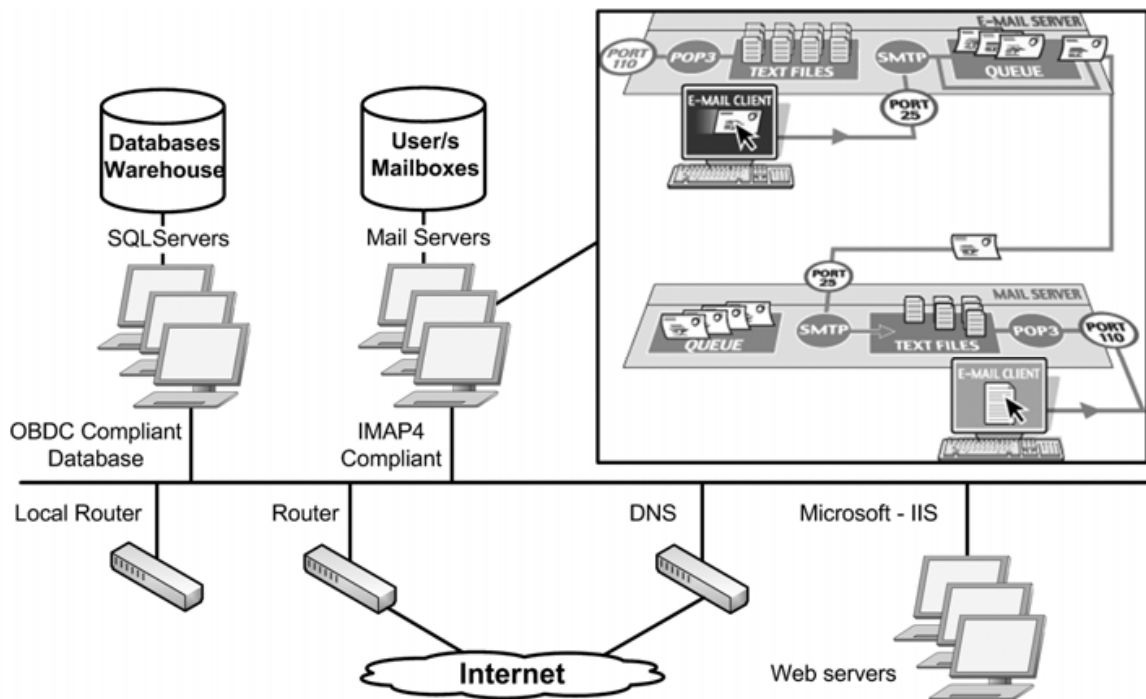 E-MAIL SERVER
PORT
110
POP3
TEXT FILES
SMTP
QUEUE
E-MAIL CLIENT
PORT
25
Databases
Warehouse
User/s
Mailboxes
SQLServers
Mail Servers
PORT
25
MAIL SERVER
QUEUE
SMTP
TEXT FILES
POP3
PORT
110
E-MAIL CLIENT
OBDC Compliant
Database
IMAP4
Compliant
Local Router
Router
DNS
Microsoft - IIS
Internet
Web servers